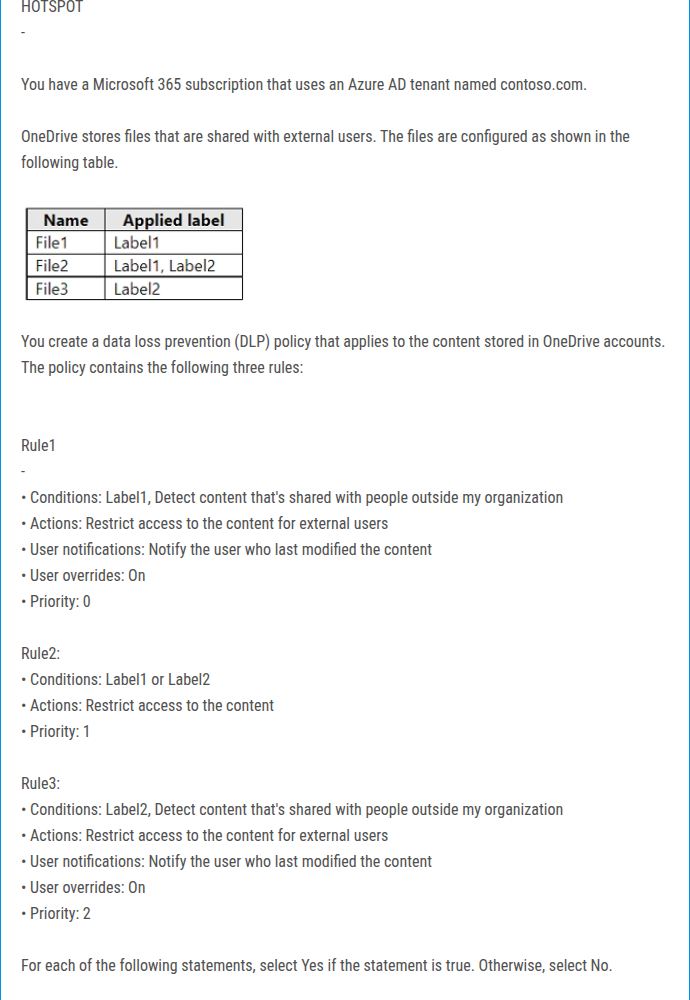 HOTSPOT
-
You have a Microsoft 365 subscription that uses an Azure AD tenant named contoso.com.
OneDrive stores files that are shared with external users. The files are configured as shown in the
following table.
Name Applied label
File1 Label1
File2 Label1, Label2
File3 Label2
You create a data loss prevention (DLP) policy that applies to the content stored in OneDrive accounts.
The policy contains the following three rules:
Rule1
-
• Conditions: Label1, Detect content that's shared with people outside my organization
• Actions: Restrict access to the content for external users
• User notifications: Notify the user who last modified the content
• User overrides: On
• Priority: 0
Rule2:
• Conditions: Label1 or Label2
• Actions: Restrict access to the content
• Priority: 1
Rule3:
• Conditions: Label2, Detect content that's shared with people outside my organization
• Actions: Restrict access to the content for external users
• User notifications: Notify the user who last modified the content
• User overrides: On
• Priority: 2
For each of the following statements, select Yes if the statement is true. Otherwise, select No.